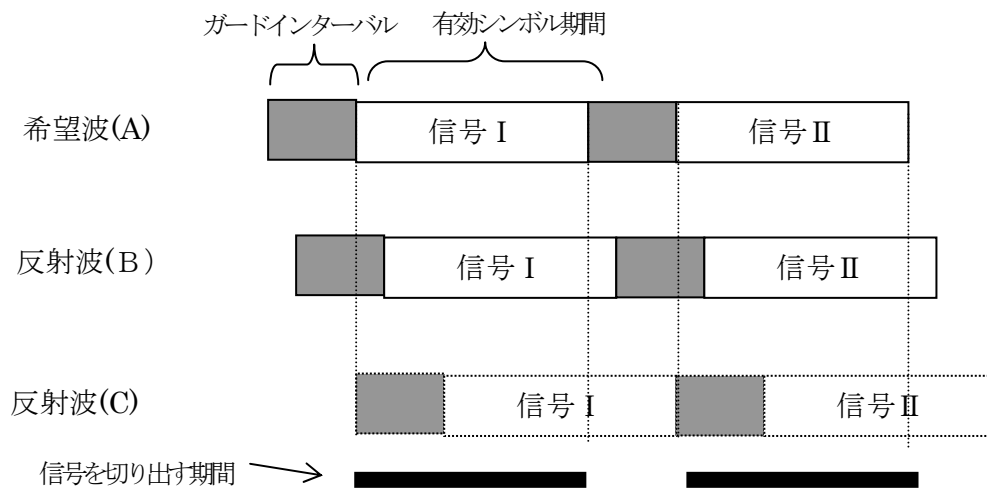 ガードインターバル 有効シンボル期間
希望波(A) 信号Ⅰ 信号Ⅱ
反射波(B) 信号Ⅰ 信号Ⅱ
反射波(C) 信号Ⅰ 信号Ⅱ
信号を切り出す期間